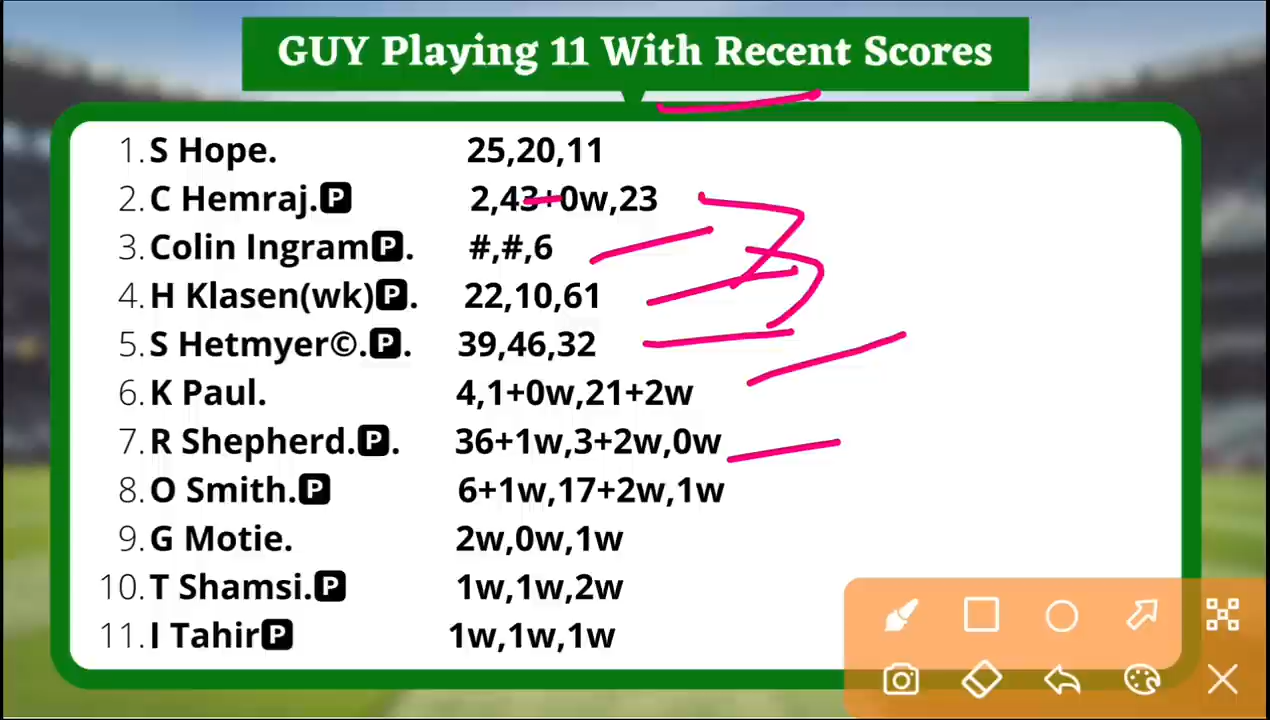 GUY Playing 11 With Recent Scores
1. S Hope. 25,20,11
2. C Hemraj.🅿 2,43+0w,23
3. Colin Ingram🅿. #,#,6
4. H Klasen(wk)🅿. 22,10,61
5. S Hetmyer©.🅿. 39,46,32
6. K Paul. 4,1+0w,21+2w
7. R Shepherd.🅿. 36+1w,3+2w,0w
8. O Smith.🅿 6+1w,17+2w,1w
9. G Motie. 2w,0w,1w
10. T Shamsi.🅿 1w,1w,2w
11. I Tahir🅿 1w,1w,1w